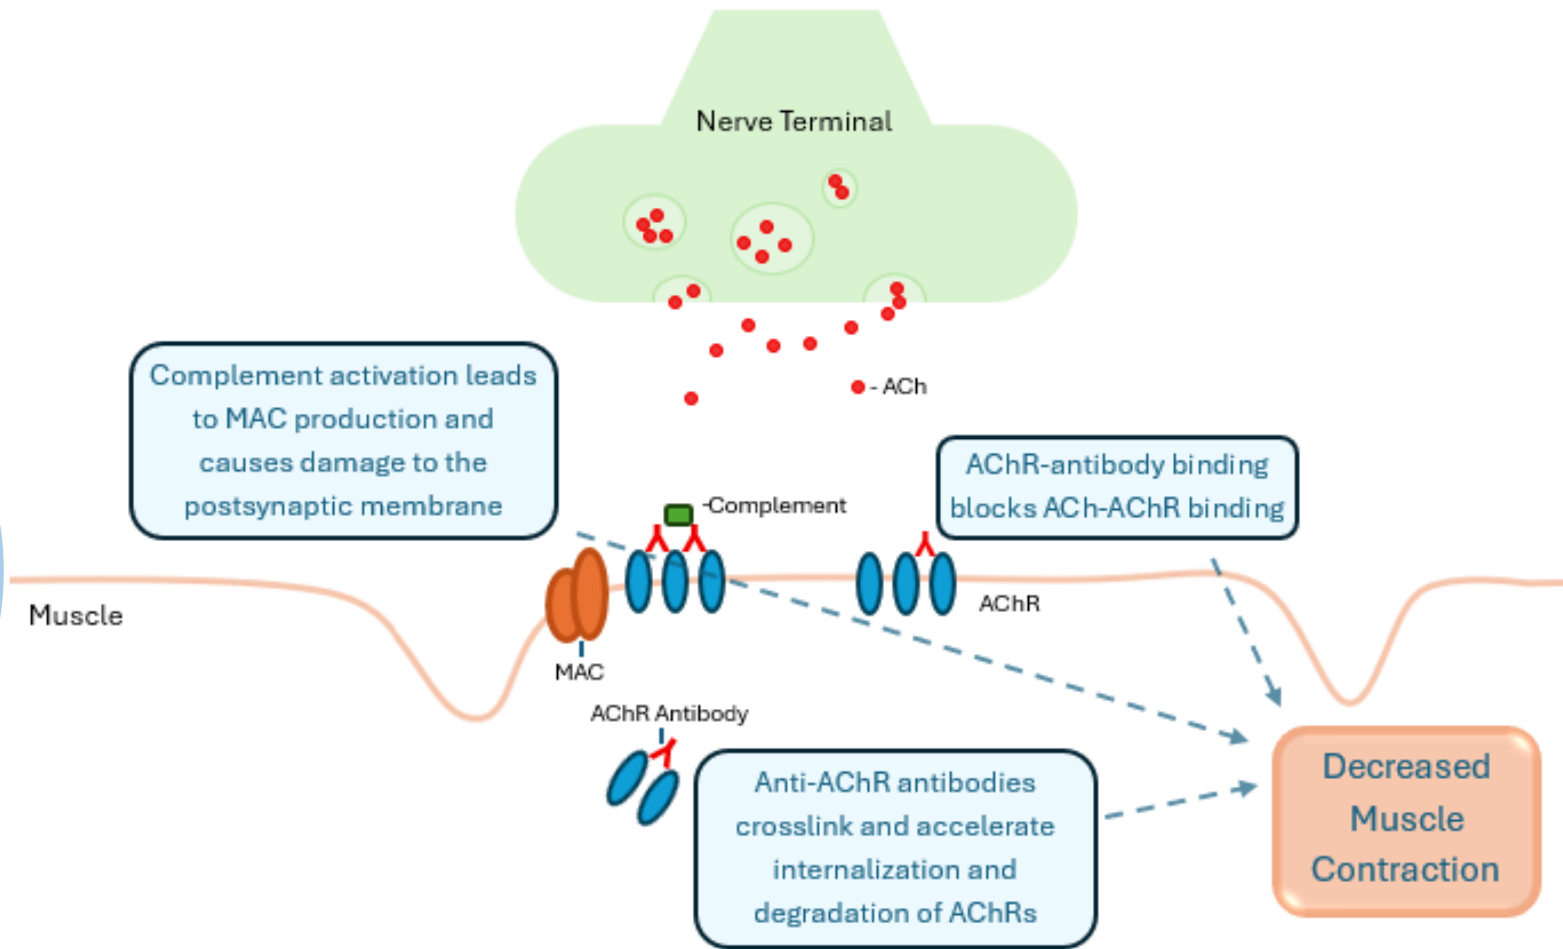 Nerve Terminal
Complement activation leads
to MAC production and
causes damage to the
postsynaptic membrane
- ACh
AChR-antibody binding
blocks ACh-AChR binding
-Complement
Muscle
AChR
MAC
AChR Antibody
Anti-AChR antibodies
crosslink and accelerate
internalization and
degradation of AChRs
Decreased
Muscle
Contraction